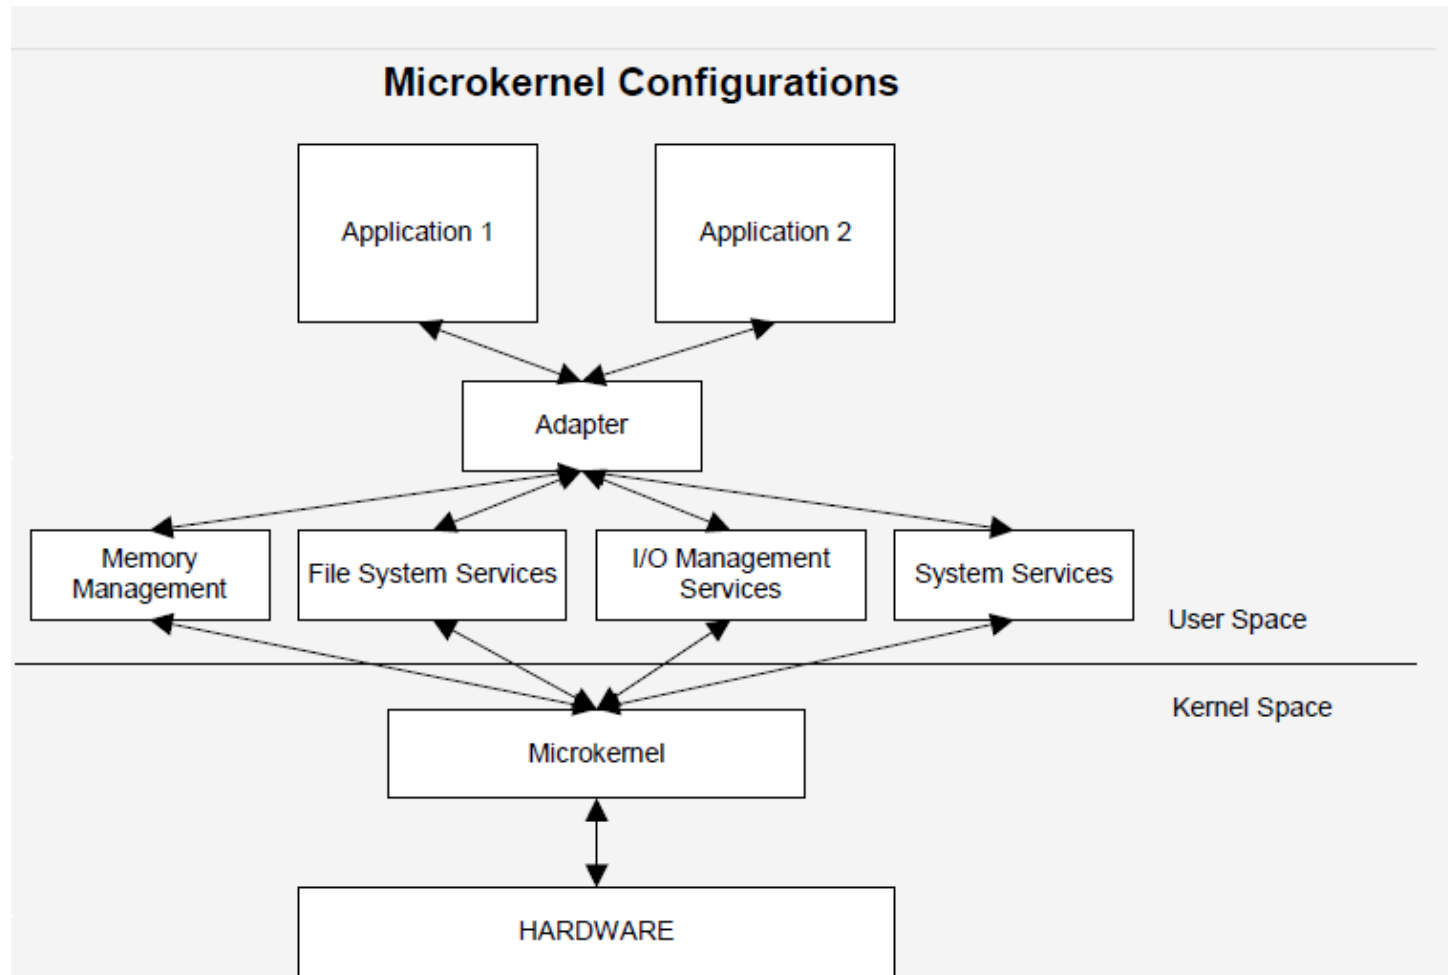 Microkernel Configurations
Application 1
Application 2
Adapter
Memory
Management
File System Services
I/O Management
Services
System Services
User Space
Kernel Space
Microkernel
HARDWARE